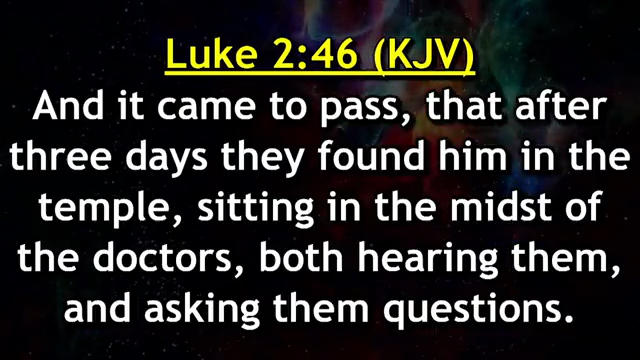 Luke 2:46 (KJV)
And it came to pass, that after
three days they found him in the
temple, sitting in the midst of
the doctors, both hearing them,
and asking them questions.